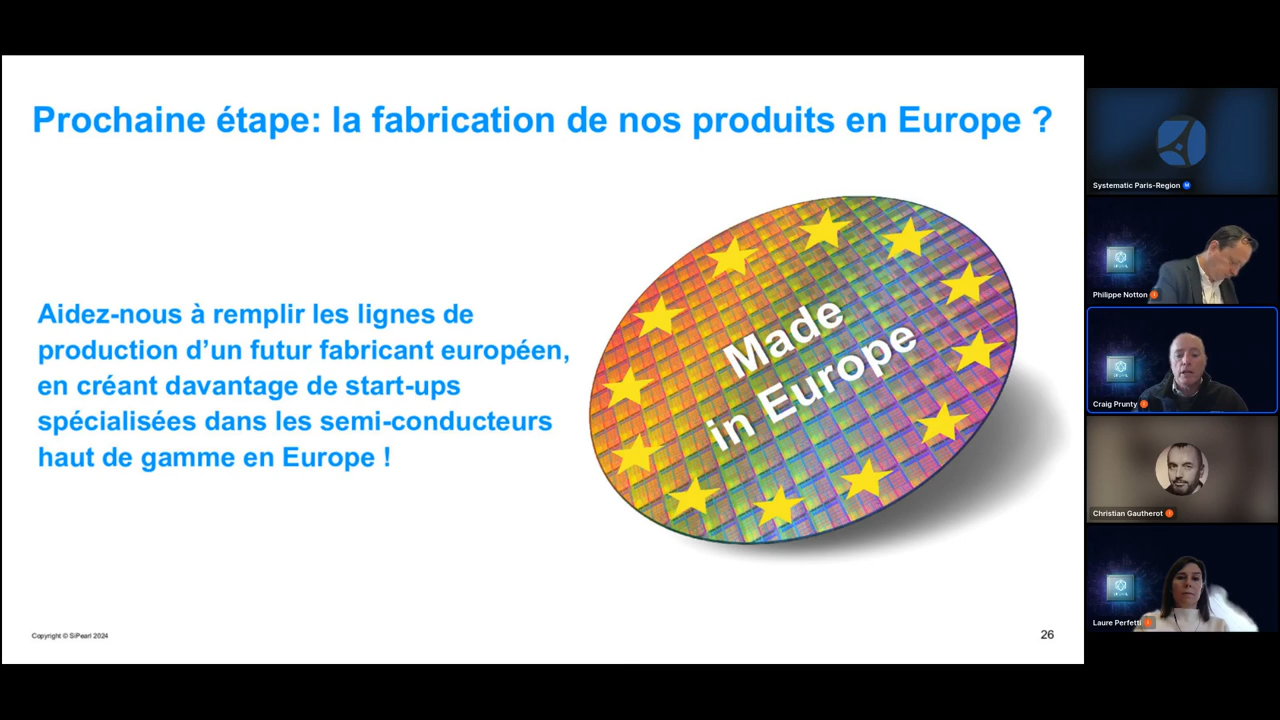 Prochaine étape: la fabrication de nos produits en Europe ?
Aidez-nous à remplir les lignes de
production d’un futur fabricant européen,
en créant davantage de start-ups
spécialisées dans les semi-conducteurs
haut de gamme en Europe !
Made
in Europe
Copyright © SiPearl 2024
26
Systematic Paris-Region
Philippe Notton
Craig Prunty
Christian Gautherot
Laure Perfetti